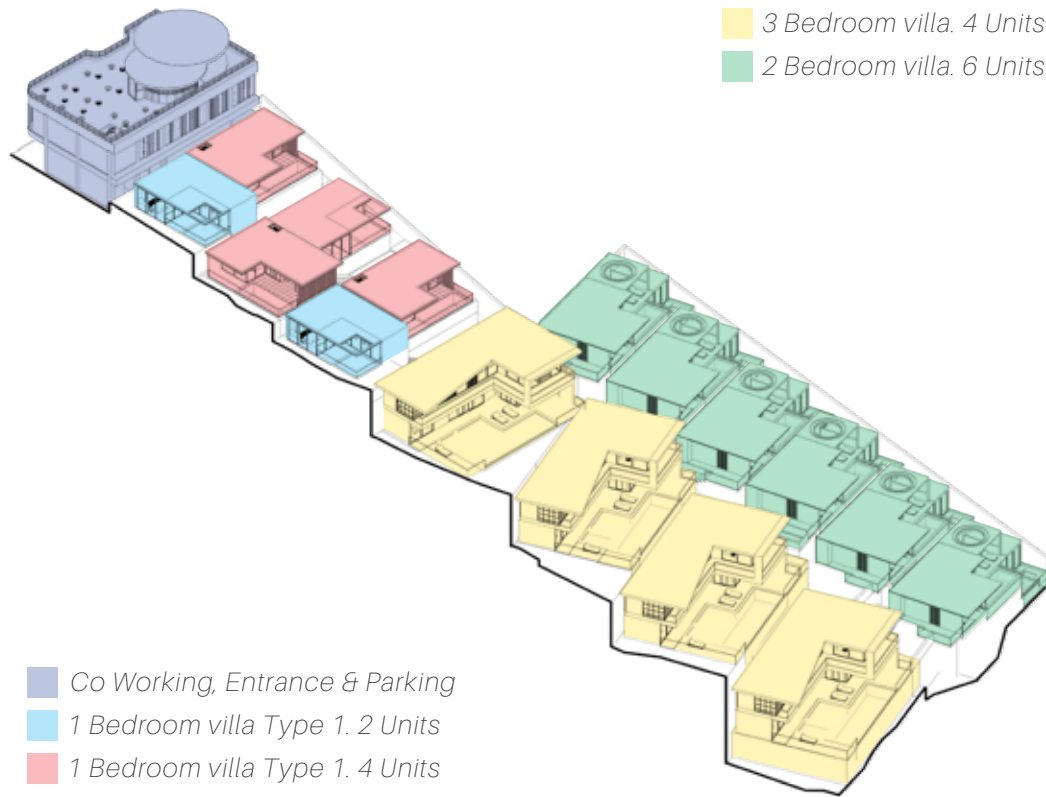 3 Bedroom villa. 4 Units
2 Bedroom villa. 6 Units
Co Working, Entrance & Parking
1 Bedroom villa Type 1. 2 Units
1 Bedroom villa Type 1. 4 Units